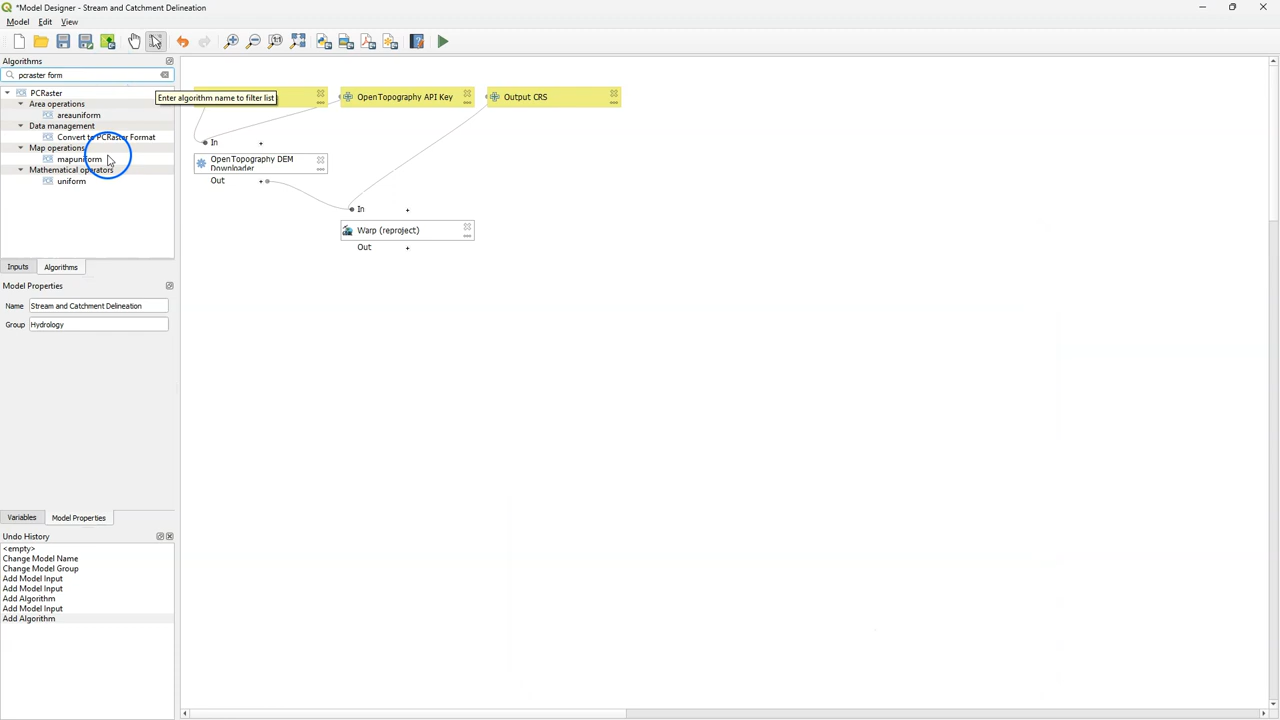 *Model Designer - Stream and Catchment Delineation
Model Edit View
Algorithms
pcraster form
Enter algorithm name to filter list
PCRaster
Area operations
areauniform
Data management
Convert to PCRaster Format
Map operations
mapuniform
Mathematical operators
uniform
Inputs Algorithms
OpenTopography API Key
Output CRS
In +
OpenTopography DEM
Downloader
Out +
In +
Warp (reproject)
Out +
Model Properties
Name Stream and Catchment Delineation
Group Hydrology
Variables Model Properties
Undo History
<empty>
Change Model Name
Change Model Group
Add Model Input
Add Model Input
Add Algorithm
Add Model Input
Add Algorithm